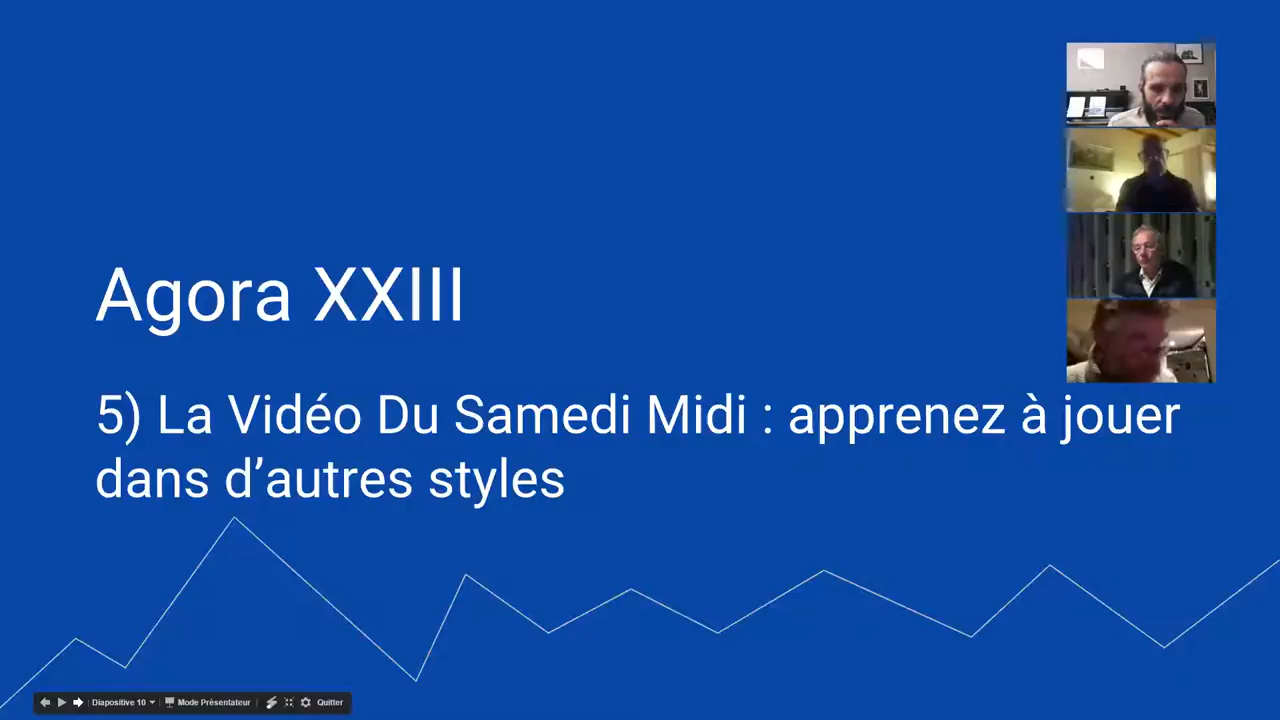 Agora XXIII
5) La Vidéo Du Samedi Midi : apprenez à jouer
dans d’autres styles
Diapositive 10 Mode Présentateur Quitter